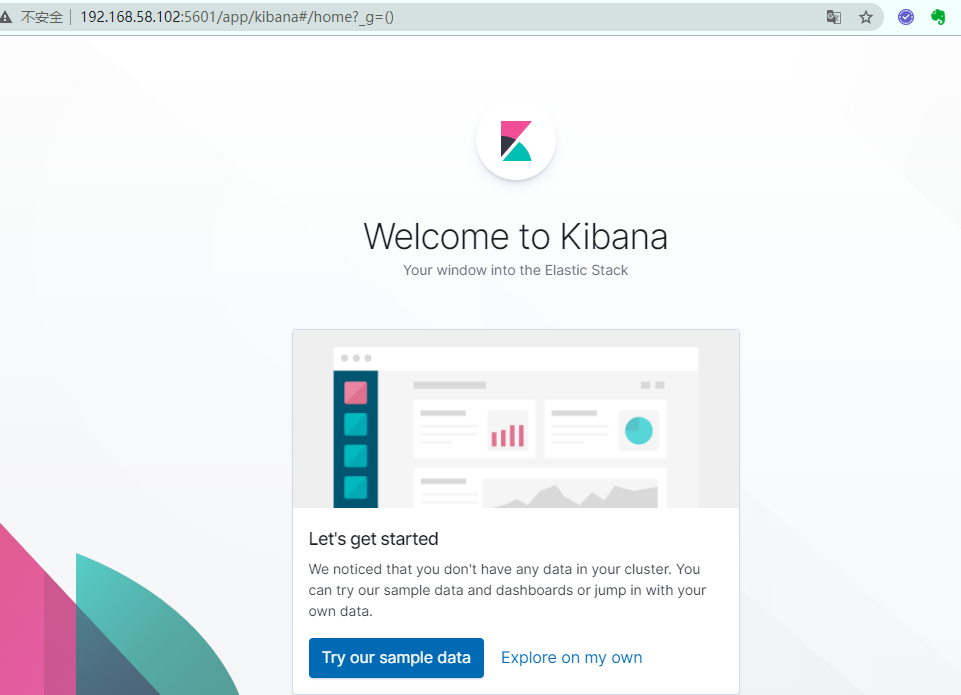 不安全 192.168.58.102:5601/app/kibana#/home?_g=()
Welcome to Kibana
Your window into the Elastic Stack
Let's get started
We noticed that you don't have any data in your cluster. You
can try our sample data and dashboards or jump in with your
own data.
Try our sample data Explore on my own